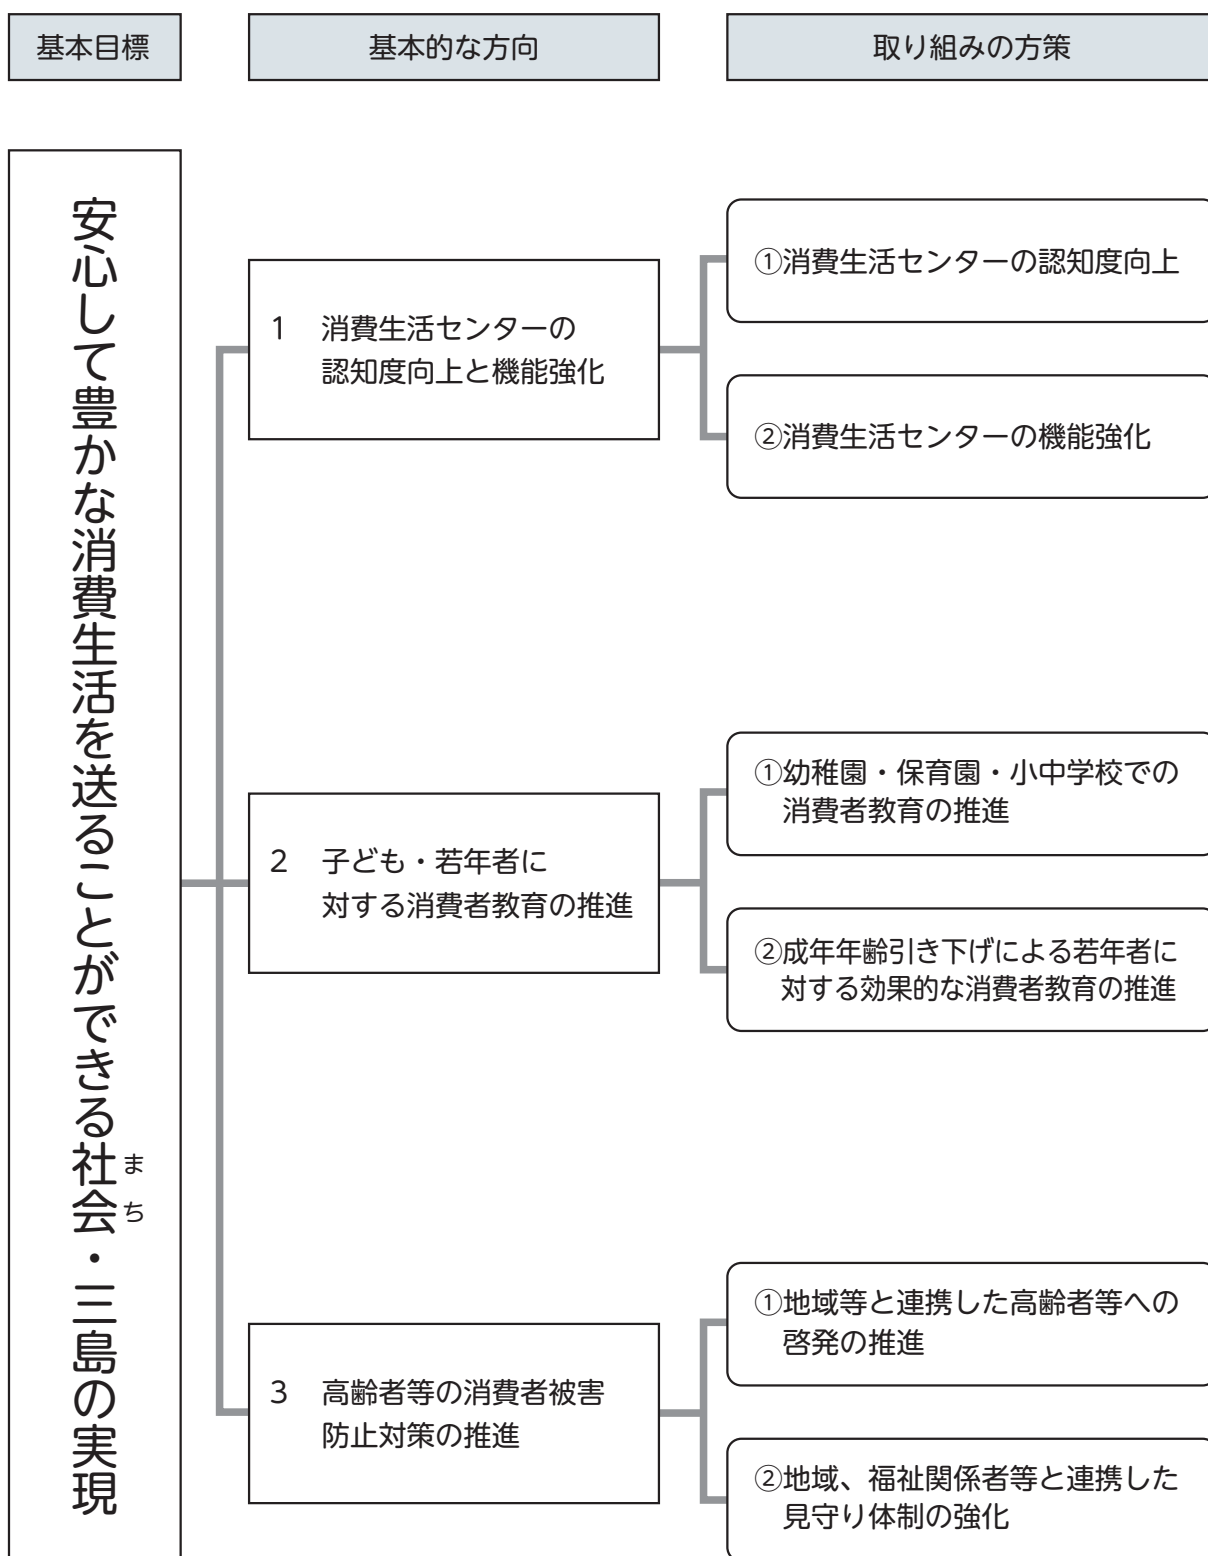 基本目標
基本的な方向
取り組みの方策
安心して豊かな消費生活を送ることができる社会・三島の実現
まち
1 消費生活センターの
認知度向上と機能強化
①消費生活センターの認知度向上
②消費生活センターの機能強化
2 子ども・若年者に
対する消費者教育の推進
①幼稚園・保育園・小中学校での
消費者教育の推進
②成年年齢引き下げによる若年者に
対する効果的な消費者教育の推進
3 高齢者等の消費者被害
防止対策の推進
①地域等と連携した高齢者等への
啓発の推進
②地域、福祉関係者等と連携した
見守り体制の強化